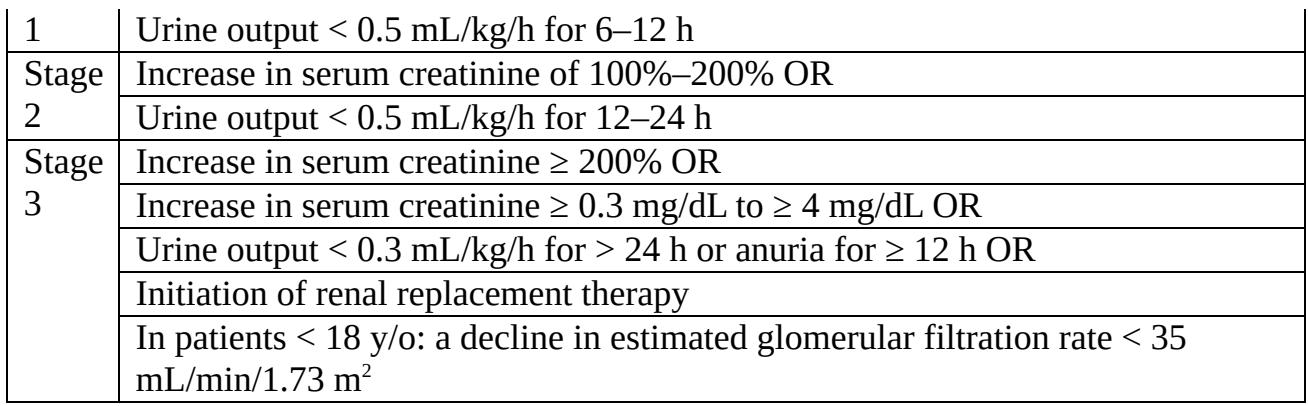 1 Urine output < 0.5 mL/kg/h for 6–12 h
Stage Increase in serum creatinine of 100%–200% OR
2 Urine output < 0.5 mL/kg/h for 12–24 h
Stage Increase in serum creatinine ≥ 200% OR
3 Increase in serum creatinine ≥ 0.3 mg/dL to ≥ 4 mg/dL OR
Urine output < 0.3 mL/kg/h for > 24 h or anuria for ≥ 12 h OR
Initiation of renal replacement therapy
In patients < 18 y/o: a decline in estimated glomerular filtration rate < 35
mL/min/1.73 m²